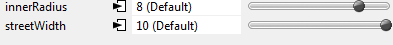 innerRadius 8 (Default)
streetWidth 10 (Default)